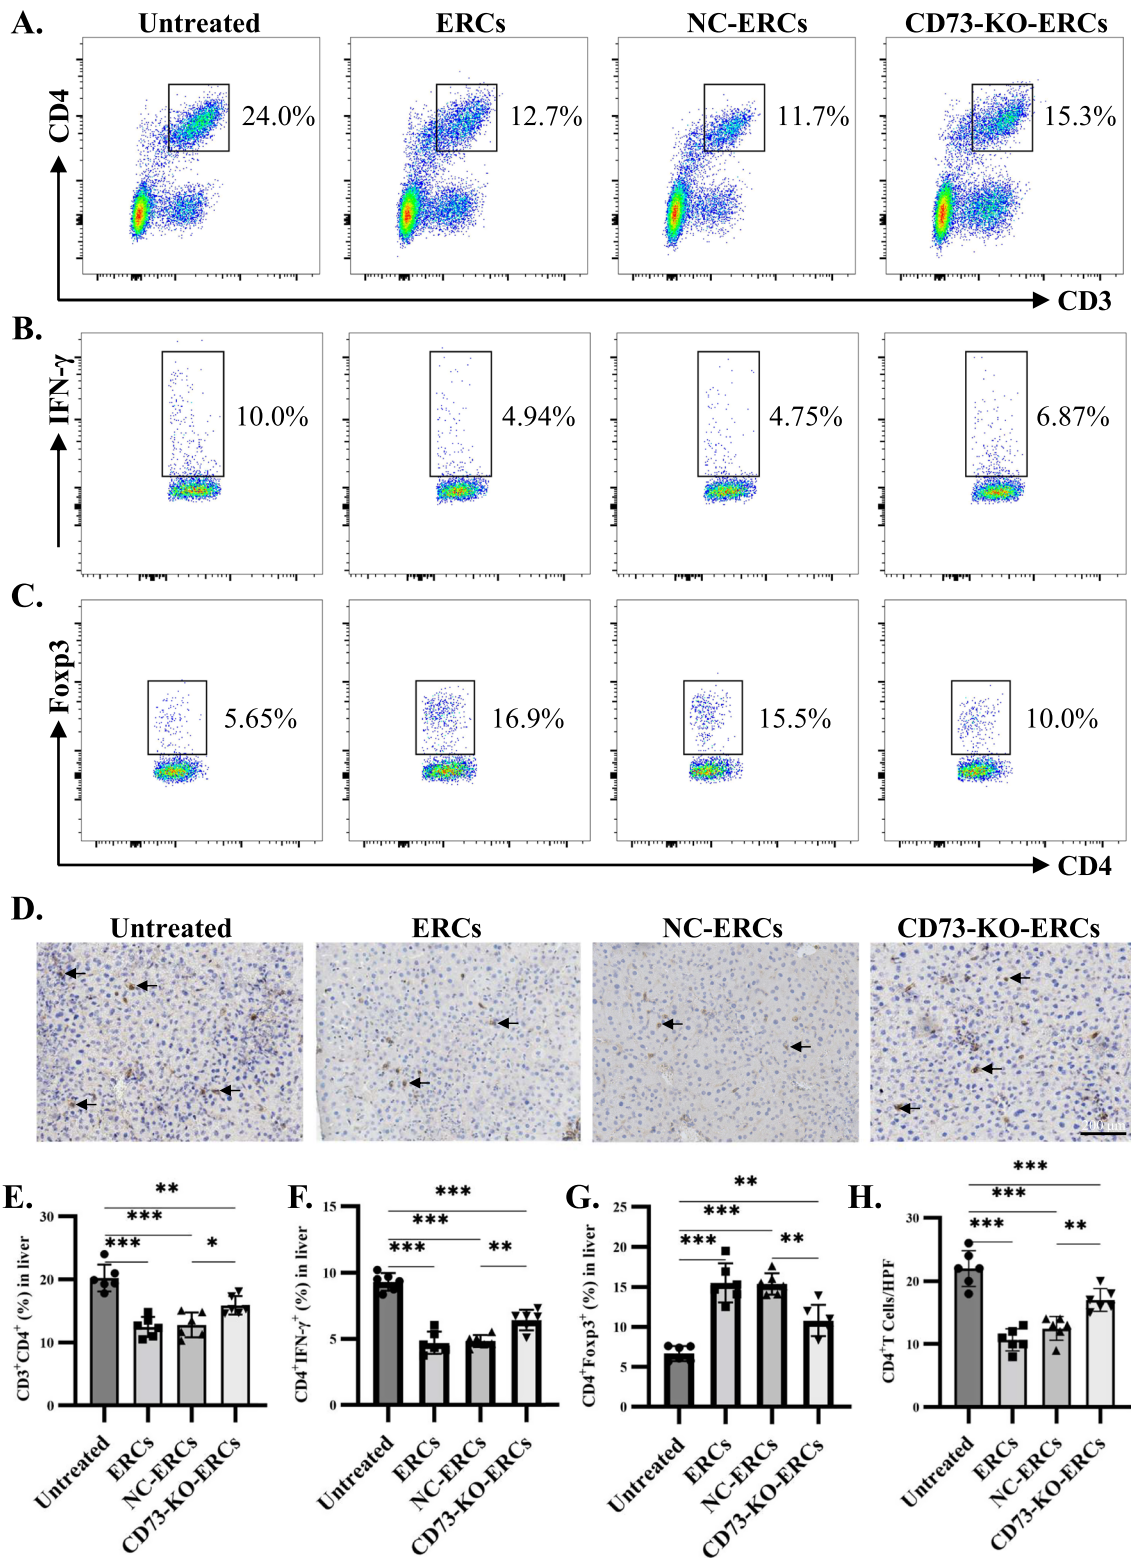 A.
Untreated ERCs NC-ERCs CD73-KO-ERCs
CD4
24.0% 12.7% 11.7% 15.3%
CD3
B.
IFN-γ
10.0% 4.94% 4.75% 6.87%
C.
Foxp3
5.65% 16.9% 15.5% 10.0%
CD4
D.
Untreated ERCs NC-ERCs CD73-KO-ERCs
200 μm
E.
CD3⁺CD4⁺ (%) in liver
30
20
10
0
**
***
*** *
Untreated
ERCs
NC-ERCs
CD73-KO-ERCs
F.
CD4⁺IFN-γ⁺ (%) in liver
15
10
5
0
***
***
*** **
Untreated
ERCs
NC-ERCs
CD73-KO-ERCs
G.
CD4⁺Foxp3⁺ (%) in liver
25
20
15
10
5
0
**
***
*** **
Untreated
ERCs
NC-ERCs
CD73-KO-ERCs
H.
CD4⁺T Cells/HPF
30
20
10
0
***
***
*** **
Untreated
ERCs
NC-ERCs
CD73-KO-ERCs